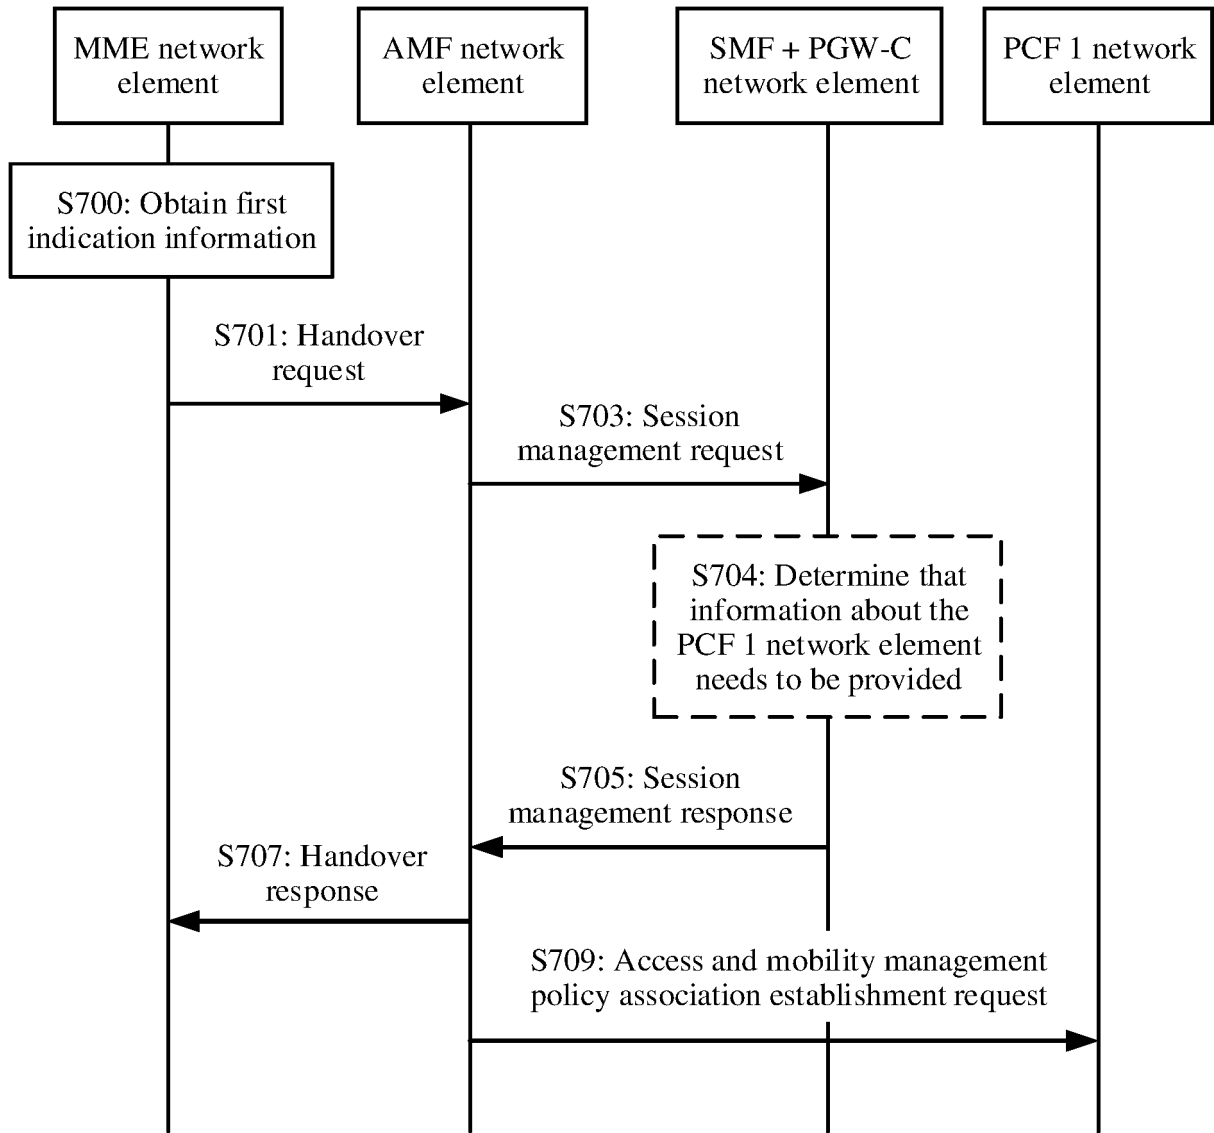 MME network
element
AMF network
element
SMF + PGW-C
network element
PCF 1 network
element
S700: Obtain first
indication information
S701: Handover
request
S703: Session
management request
S704: Determine that
information about the
PCF 1 network element
needs to be provided
S705: Session
management response
S707: Handover
response
S709: Access and mobility management
policy association establishment request